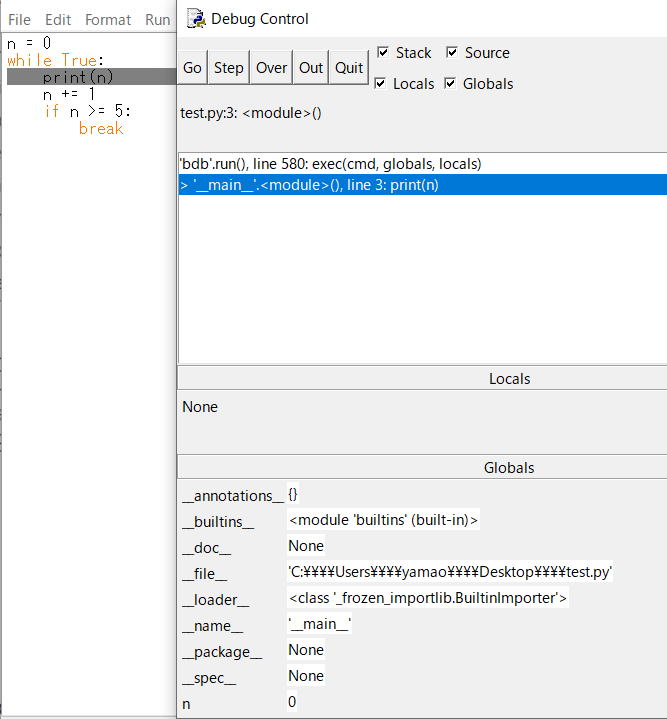 File Edit Format Run
n = 0
while True:
    print(n)
    n += 1
    if n >= 5:
        break
Debug Control
Go Step Over Out Quit
Stack Source
Locals Globals
test.py:3: <module>()
'bdb'.run(), line 580: exec(cmd, globals, locals)
> '__main__'.<module>(), line 3: print(n)
Locals
None
Globals
__annotations__ {}
__builtins__ <module 'builtins' (built-in)>
__doc__ None
__file__ 'C:¥¥¥¥Users¥¥¥¥yamao¥¥¥¥Desktop¥¥¥¥test.py'
__loader__ <class '_frozen_importlib.BuiltinImporter'>
__name__ '__main__'
__package__ None
__spec__ None
n 0